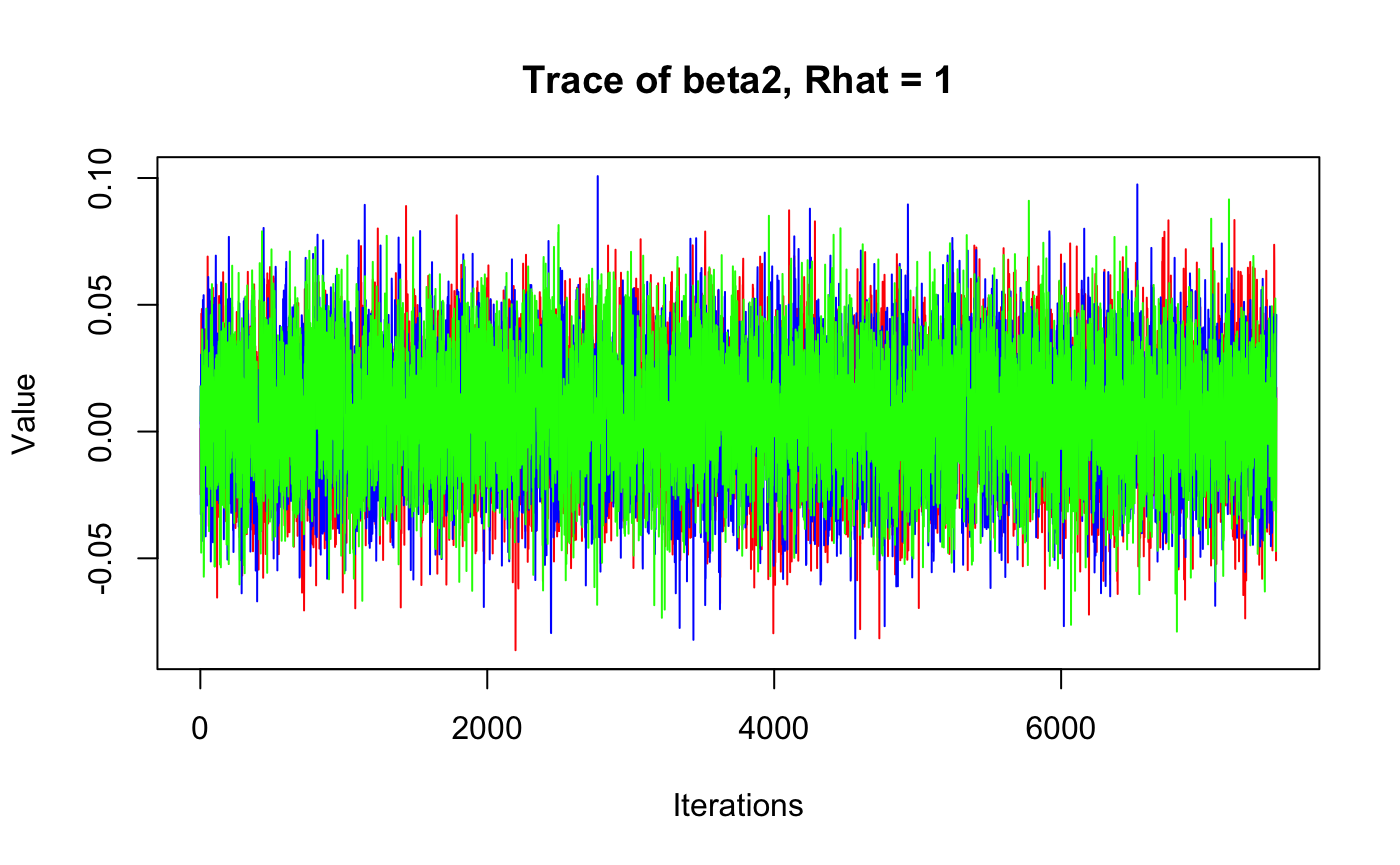 Trace of beta2, Rhat = 1
Value
0.10
0.05
0.00
-0.05
0 2000 4000 6000
Iterations